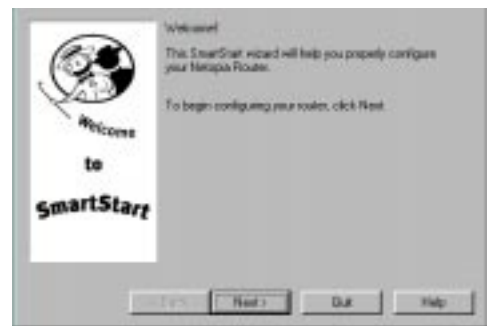 Welcome!
This SmartStart wizard will help you properly configure
your Netopia Router.
To begin configuring your router, click Next.
Welcome
to
SmartStart
< Back
Next >
Quit
Help